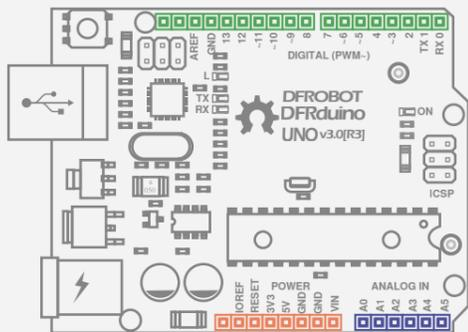 AREF
GND
13
12
~11
~10
~9
8
7
~6
~5
4
~3
2
TX 1
RX 0
DIGITAL (PWM~)
L
TX
RX
DFROBOT
DFRduino
UNO v3.0[R3]
ON
ICSP
050
POWER
ANALOG IN
IOREF
RESET
3V3
5V
GND
GND
VIN
A0
A1
A2
A3
A4
A5